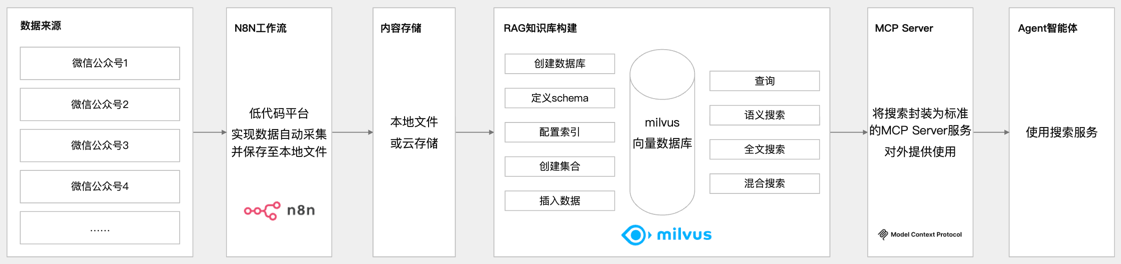 数据来源
微信公众号1
微信公众号2
微信公众号3
微信公众号4
......
N8N工作流
低代码平台
实现数据自动采集
并保存至本地文件
n8n
内容存储
本地文件
或云存储
RAG知识库构建
创建数据库
定义schema
配置索引
创建集合
插入数据
milvus
向量数据库
milvus
查询
语义搜索
全文搜索
混合搜索
MCP Server
将搜索封装为标准
的MCP Server服务
对外提供使用
Model Context Protocol
Agent智能体
使用搜索服务